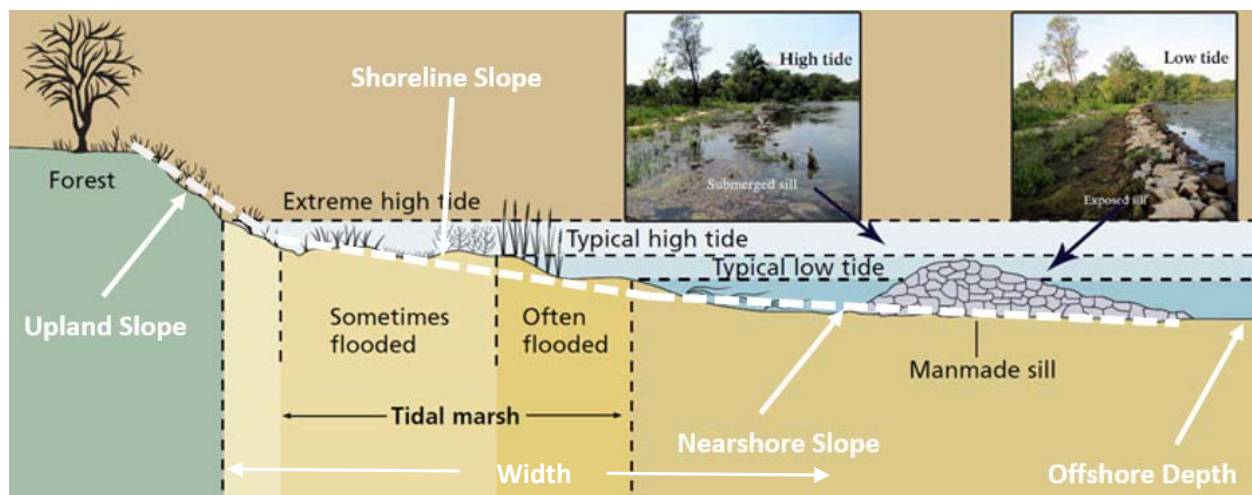 High tide
Low tide
Shoreline Slope
Forest
Submerged sill
Exposed sill
Extreme high tide
Typical high tide
Typical low tide
Upland Slope
Sometimes
flooded
Often
flooded
Manmade sill
Tidal marsh
Nearshore Slope
Width
Offshore Depth